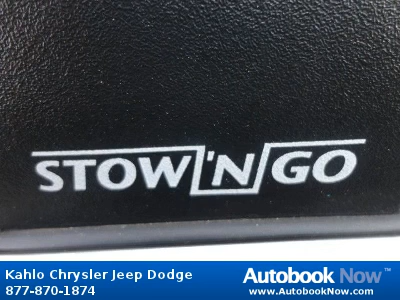 STOW'N GO
Kahlo Chrysler Jeep Dodge
877-870-1874
Autobook Now™
www.AutobookNow.com